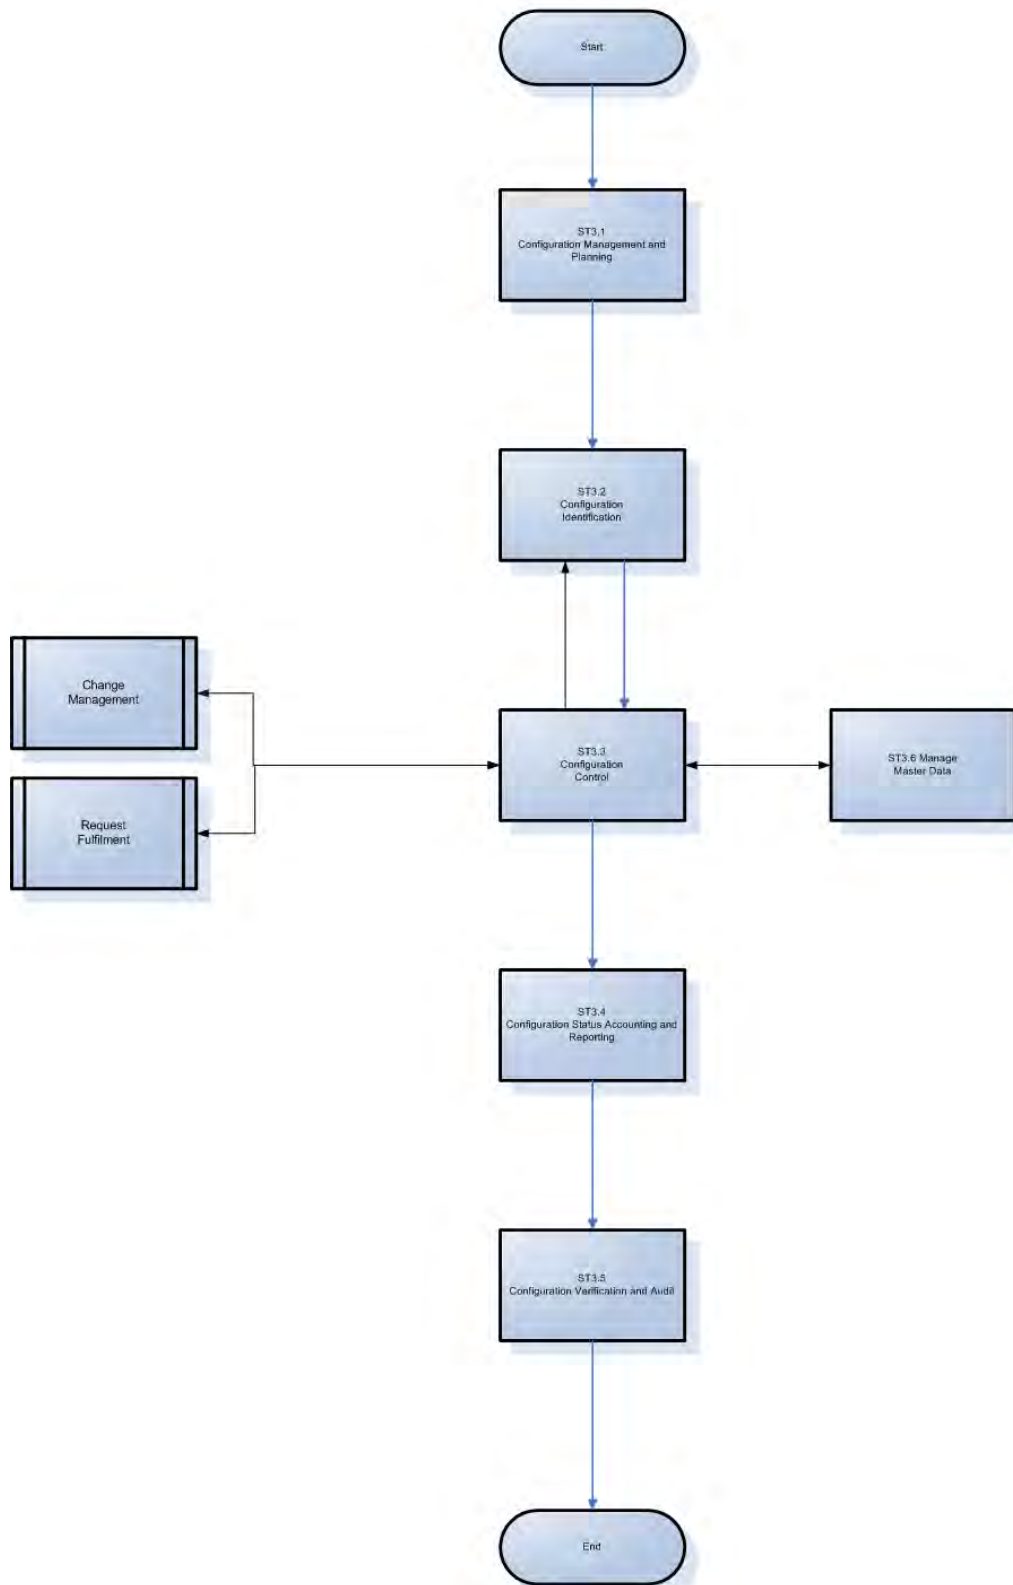 Start
ST3.1
Configuration Management and
Planning
ST3.2
Configuration
Identification
Change
Management
ST3.3
Configuration
Control
ST3.6 Manage
Master Data
Request
Fulfilment
ST3.4
Configuration Status Accounting and
Reporting
ST3.5
Configuration Verification and Audit
End